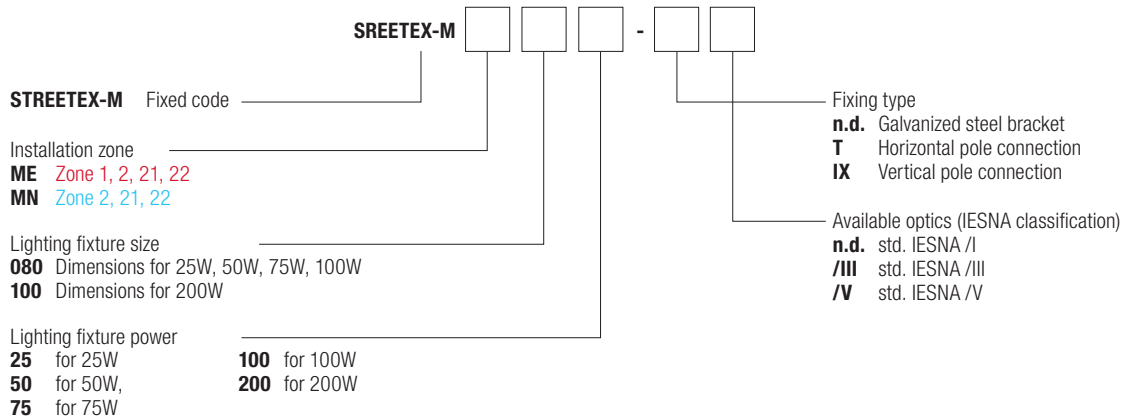 SREETEX-M -
STREETEX-M Fixed code
Installation zone
ME Zone 1, 2, 21, 22
MN Zone 2, 21, 22
Lighting fixture size
080 Dimensions for 25W, 50W, 75W, 100W
100 Dimensions for 200W
Lighting fixture power
25 for 25W 100 for 100W
50 for 50W, 200 for 200W
75 for 75W
Fixing type
n.d. Galvanized steel bracket
T Horizontal pole connection
IX Vertical pole connection
Available optics (IESNA classification)
n.d. std. IESNA /I
/III std. IESNA /III
/V std. IESNA /V